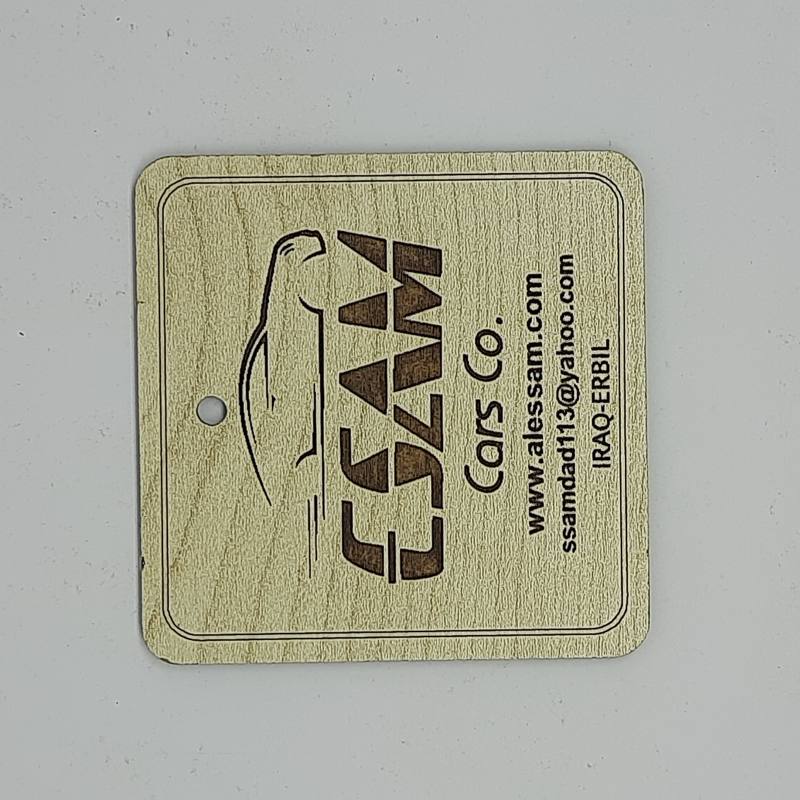 ESSAM
Cars Co.
www.alessam.com
ssamdad113@yahoo.com
IRAQ-ERBIL